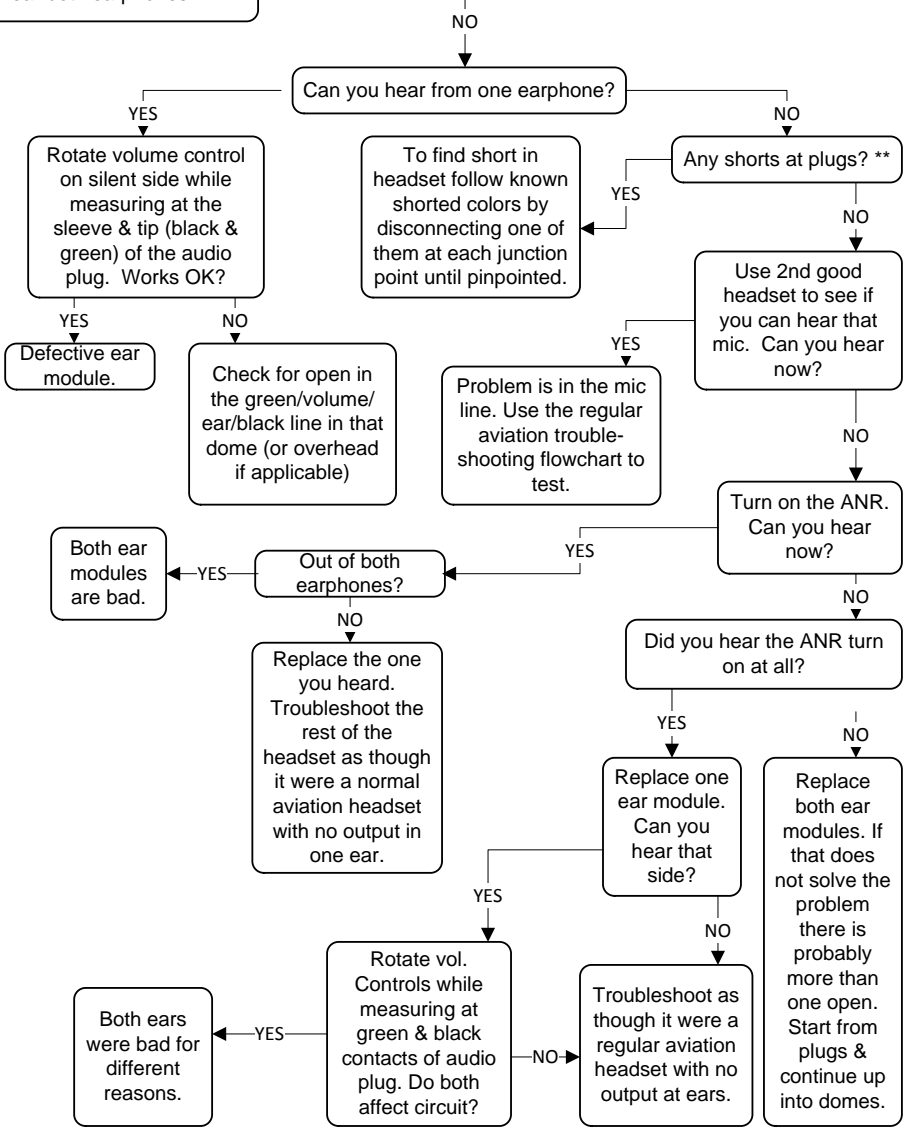 NO
Can you hear from one earphone?
YES
NO
Rotate volume control
on silent side while
measuring at the
sleeve & tip (black &
green) of the audio
plug.  Works OK?
To find short in
headset follow known
shorted colors by
disconnecting one of
them at each junction
point until pinpointed.
Any shorts at plugs? **
YES
NO
Use 2nd good
headset to see if
you can hear that
mic.  Can you hear
now?
YES
NO
Defective ear
module.
Check for open in
the green/volume/
ear/black line in that
dome (or overhead
if applicable)
YES
Problem is in the mic
line. Use the regular
aviation trouble-
shooting flowchart to
test.
NO
Turn on the ANR.
Can you hear
now?
YES
Out of both
earphones?
YES
Both ear
modules
are bad.
NO
Replace the one
you heard.
Troubleshoot the
rest of the
headset as though
it were a normal
aviation headset
with no output in
one ear.
NO
Did you hear the ANR turn
on at all?
YES
NO
Replace one
ear module.
Can you
hear that
side?
Replace
both ear
modules. If
that does
not solve the
problem
there is
probably
more than
one open.
Start from
plugs &
continue up
into domes.
YES
NO
Rotate vol.
Controls while
measuring at
green & black
contacts of audio
plug. Do both
affect circuit?
YES
Both ears
were bad for
different
reasons.
NO
Troubleshoot as
though it were a
regular aviation
headset with no
output at ears.